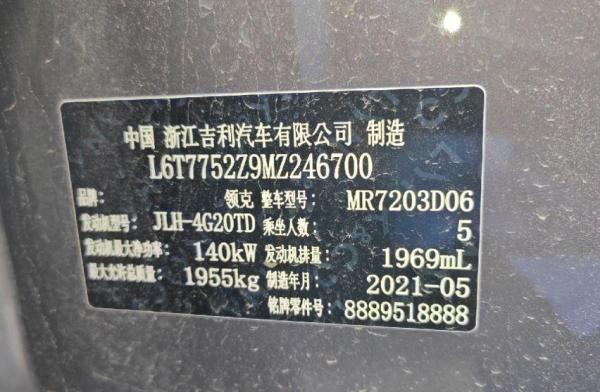 中国 浙江吉利汽车有限公司 制造
L6T7752Z9MZ246700
品牌: 领克 整车型号: MR7203D06
发动机型号: JLH-4G20TD 乘坐人数: 5
发动机最大净功率: 140kW 发动机排量: 1969mL
最大允许总质量: 1955kg 制造年月: 2021-05
铭牌零件号: 8889518888